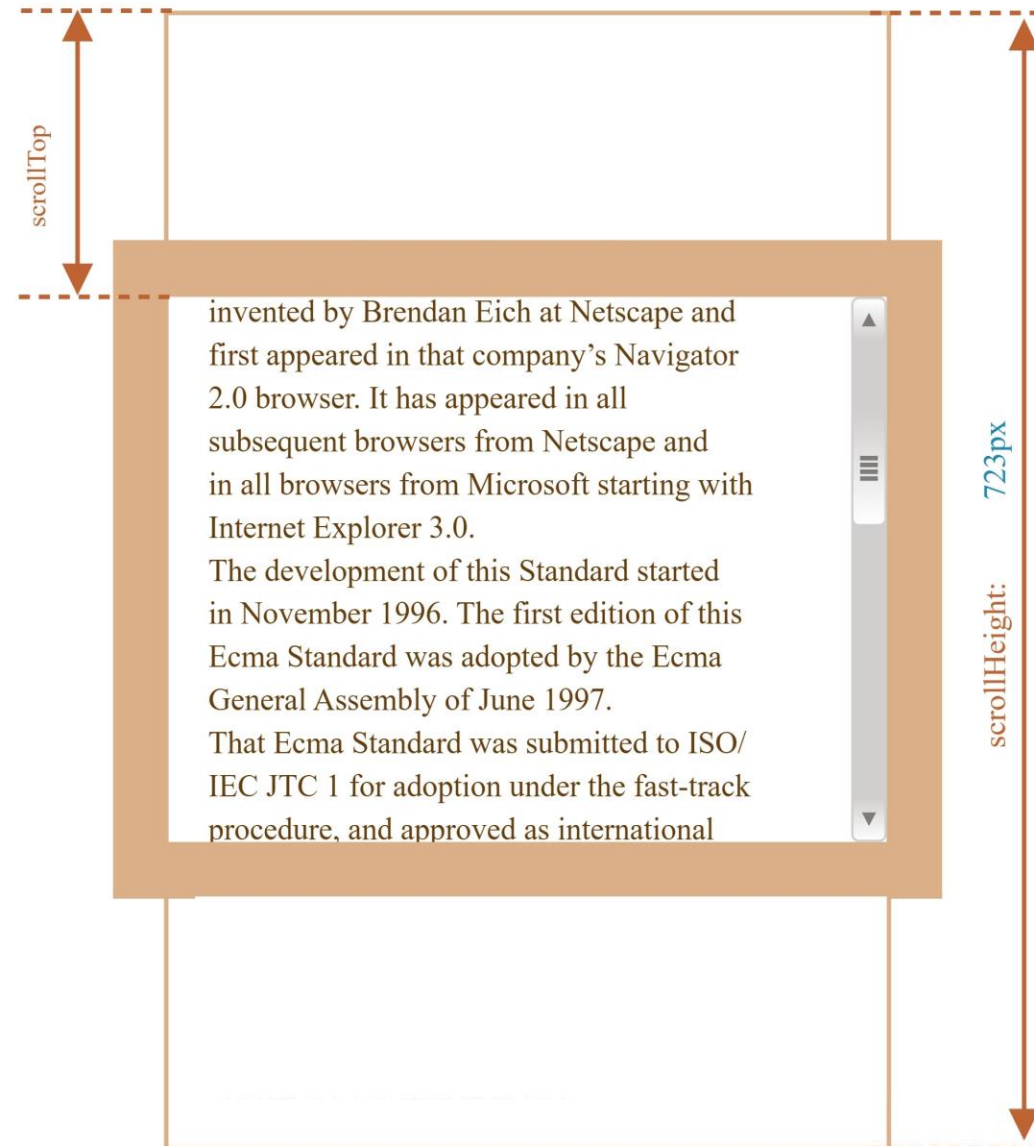 scrollTop
invented by Brendan Eich at Netscape and
first appeared in that company’s Navigator
2.0 browser. It has appeared in all
subsequent browsers from Netscape and
in all browsers from Microsoft starting with
Internet Explorer 3.0.
The development of this Standard started
in November 1996. The first edition of this
Ecma Standard was adopted by the Ecma
General Assembly of June 1997.
That Ecma Standard was submitted to ISO/
IEC JTC 1 for adoption under the fast-track
procedure, and approved as international
scrollHeight: 723px